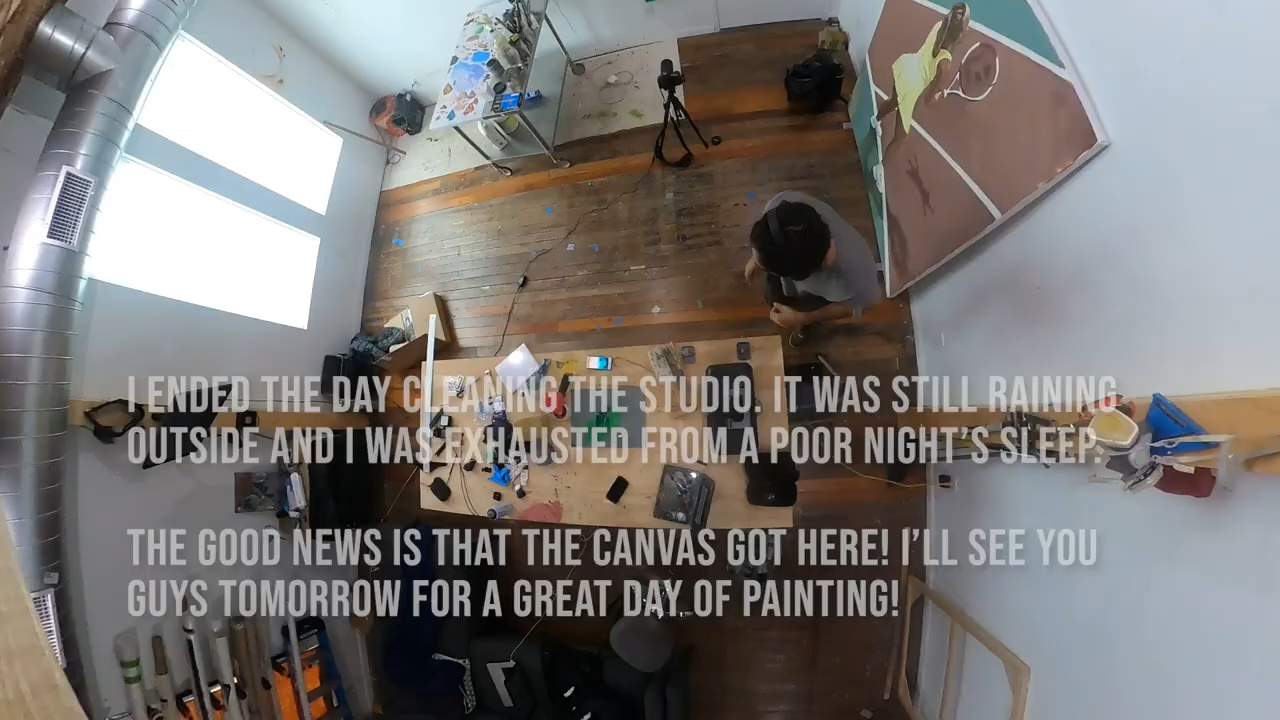 I ENDED THE DAY CLEANING THE STUDIO. IT WAS STILL RAINING
OUTSIDE AND I WAS EXHAUSTED FROM A POOR NIGHT'S SLEEP.
THE GOOD NEWS IS THAT THE CANVAS GOT HERE! I'LL SEE YOU
GUYS TOMORROW FOR A GREAT DAY OF PAINTING!